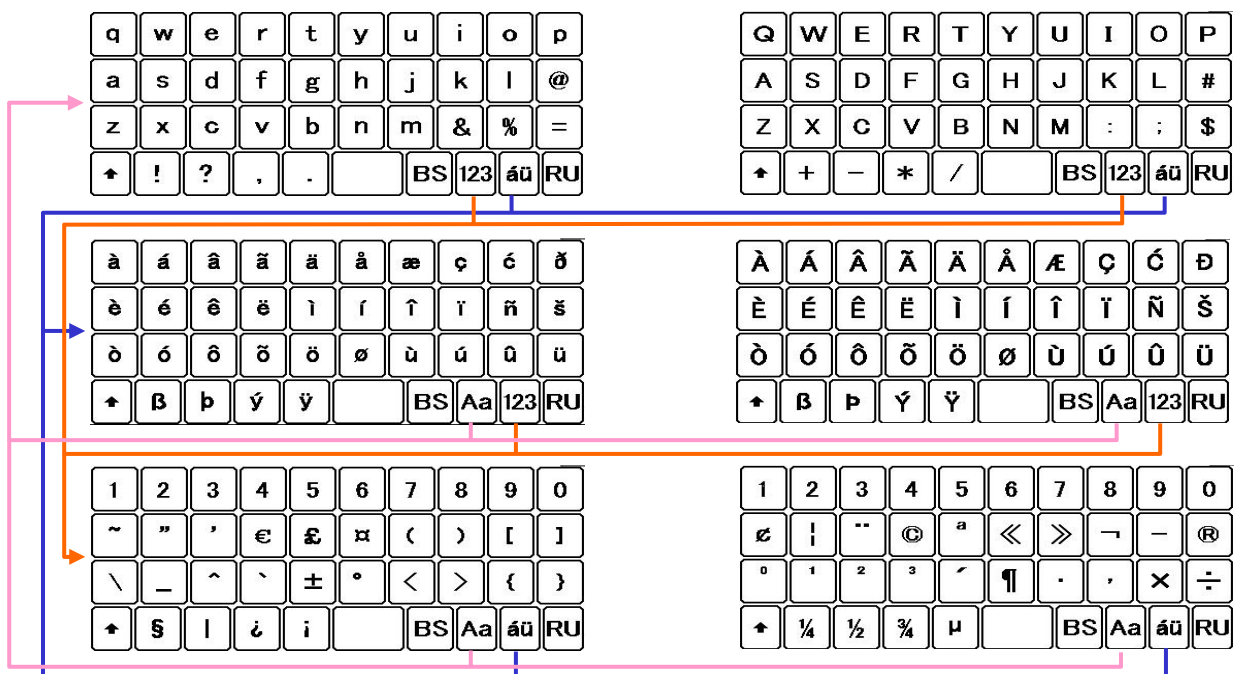 q w e r t y u i o p
a s d f g h j k l @
z x c v b n m & % =
! ? , . BS 123 áü RU
Q W E R T Y U I O P
A S D F G H J K L #
Z X C V B N M : ; $
+ − * / BS 123 áü RU
à á â ã ä å æ ç ć ð
è é ê ë ì í î ï ñ š
ò ó ô õ ö ø ù ú û ü
ß þ ý ÿ BS Aa 123 RU
À Á Â Ã Ä Å Æ Ç Ć Ð
È É Ê Ë Ì Í Î Ï Ñ Š
Ò Ó Ô Õ Ö Ø Ù Ú Û Ü
ß Þ Ý Ÿ BS Aa 123 RU
1 2 3 4 5 6 7 8 9 0
~ ” ’ € £ ¤ ( ) [ ]
\ _ ^ ` ± ° < > { }
§ | ¿ ¡ BS Aa áü RU
1 2 3 4 5 6 7 8 9 0
¢ ¦ ¨ © ª ≪ ≫ ¬ − ®
⁰ ¹ ² ³ ´ ¶ · ¸ × ÷
¼ ½ ¾ µ BS Aa áü RU